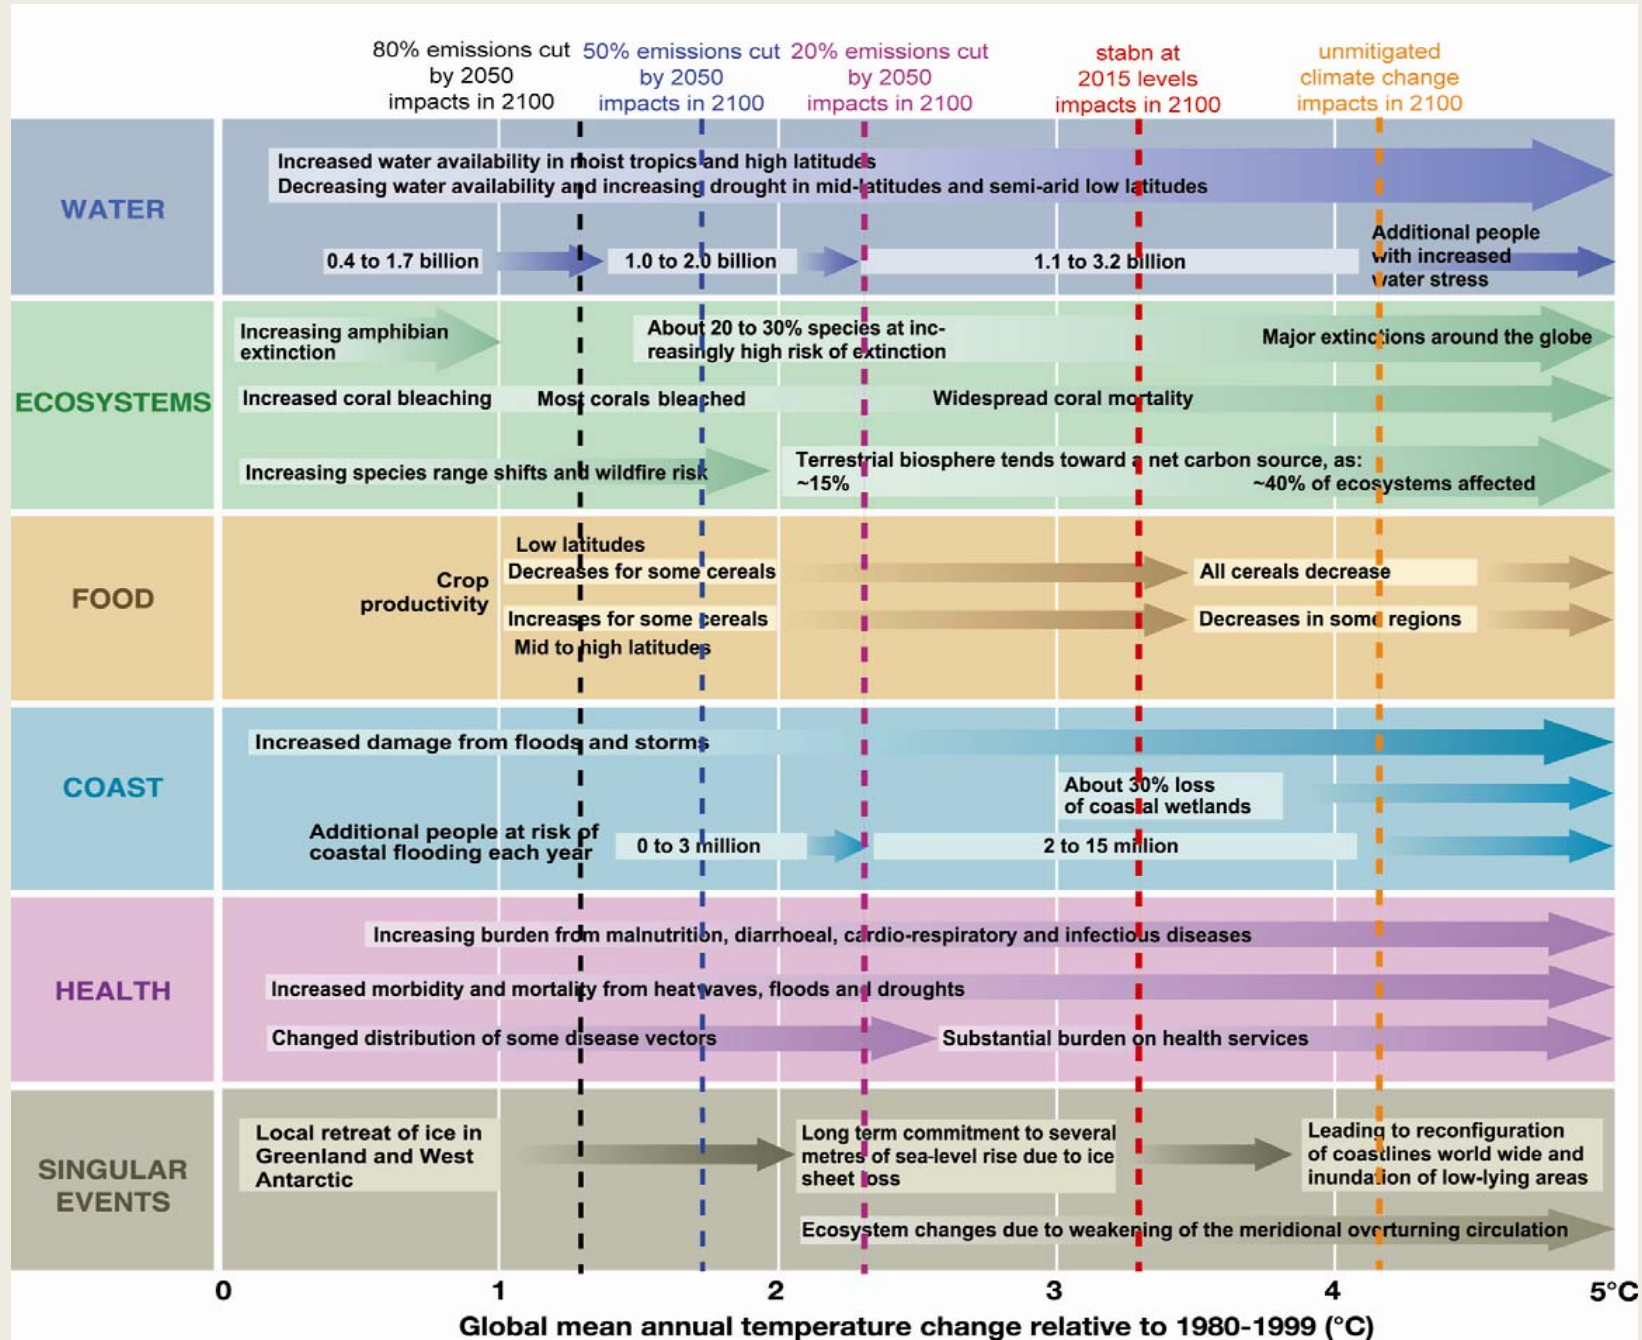 80% emissions cut
by 2050
impacts in 2100
50% emissions cut
by 2050
impacts in 2100
20% emissions cut
by 2050
impacts in 2100
stabn at
2015 levels
impacts in 2100
unmitigated
climate change
impacts in 2100
WATER
Increased water availability in moist tropics and high latitudes
Decreasing water availability and increasing drought in mid-latitudes and semi-arid low latitudes
0.4 to 1.7 billion
1.0 to 2.0 billion
1.1 to 3.2 billion
Additional people
with increased
water stress
ECOSYSTEMS
Increasing amphibian
extinction
About 20 to 30% species at inc-
reasingly high risk of extinction
Major extinctions around the globe
Increased coral bleaching
Most corals bleached
Widespread coral mortality
Increasing species range shifts and wildfire risk
Terrestrial biosphere tends toward a net carbon source, as:
~15%
~40% of ecosystems affected
FOOD
Crop
productivity
Low latitudes
Decreases for some cereals
All cereals decrease
Increases for some cereals
Decreases in some regions
Mid to high latitudes
COAST
Increased damage from floods and storms
About 30% loss
of coastal wetlands
Additional people at risk of
coastal flooding each year
0 to 3 million
2 to 15 million
HEALTH
Increasing burden from malnutrition, diarrhoeal, cardio-respiratory and infectious diseases
Increased morbidity and mortality from heatwaves, floods and droughts
Changed distribution of some disease vectors
Substantial burden on health services
SINGULAR
EVENTS
Local retreat of ice in
Greenland and West
Antarctic
Long term commitment to several
metres of sea-level rise due to ice
sheet loss
Leading to reconfiguration
of coastlines world wide and
inundation of low-lying areas
Ecosystem changes due to weakening of the meridional overturning circulation
0 1 2 3 4 5°C
Global mean annual temperature change relative to 1980-1999 (°C)